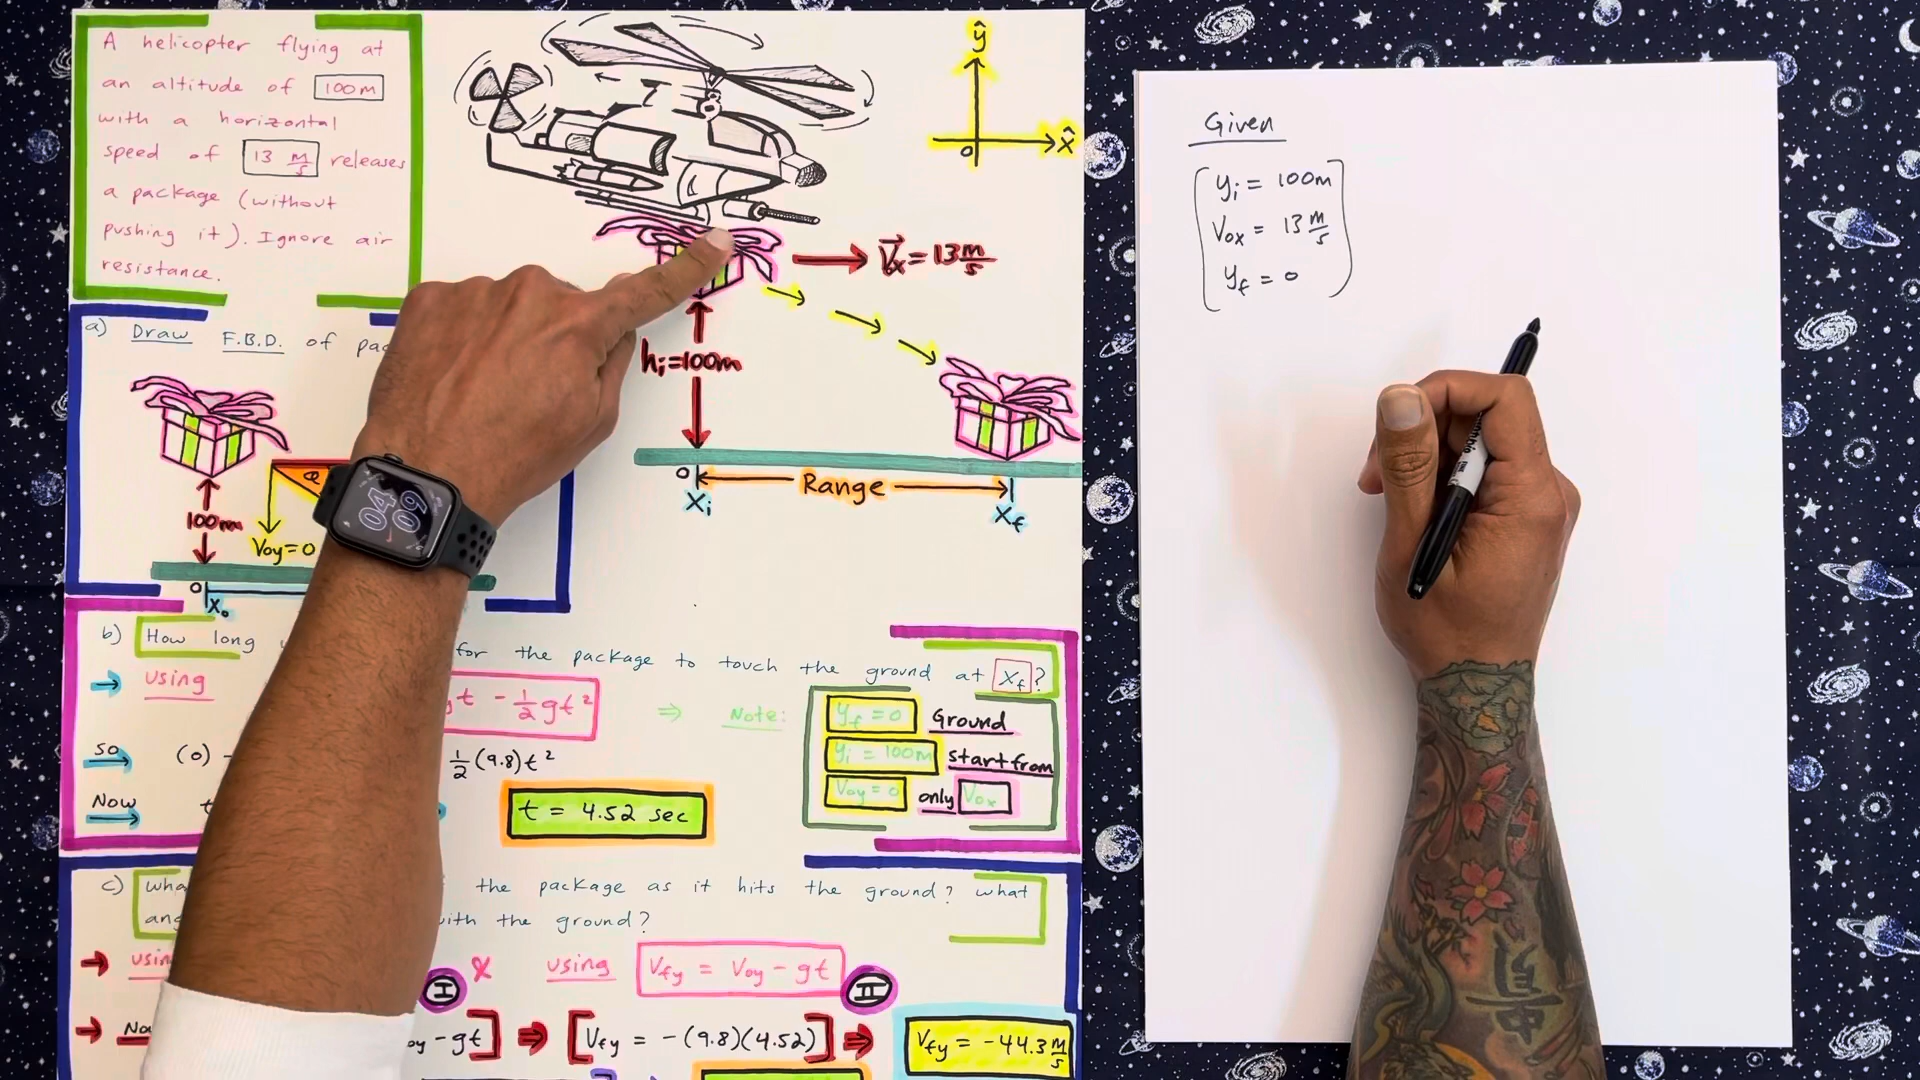 A helicopter flying at
an altitude of 100m
with a horizontal
speed of 13 m/s releases
a package (without
pushing it). Ignore air
resistance.
ŷ
x̂
0
V⃗x = 13 m/s
hi=100m
0
Range
Xi
Xf
a) Draw F.B.D. of
100m
Voy=0
0
X₀
b) How long
for the package to touch the ground at Xf?
using
yt - ½gt²
⇒ Note:
yf = 0 Ground
yi = 100m start from
Voy = 0 only Vox
so (0) -
½(9.8)t²
Now t
t = 4.52 sec
c)
the package as it hits the ground? what
with the ground?
I
using Vfy = Voy - gt
II
oy - gt] ⇒ [Vfy = -(9.8)(4.52)] ⇒ Vfy = -44.3 m/s
Given
yi = 100m
Vox = 13 m/s
yf = 0
04
09